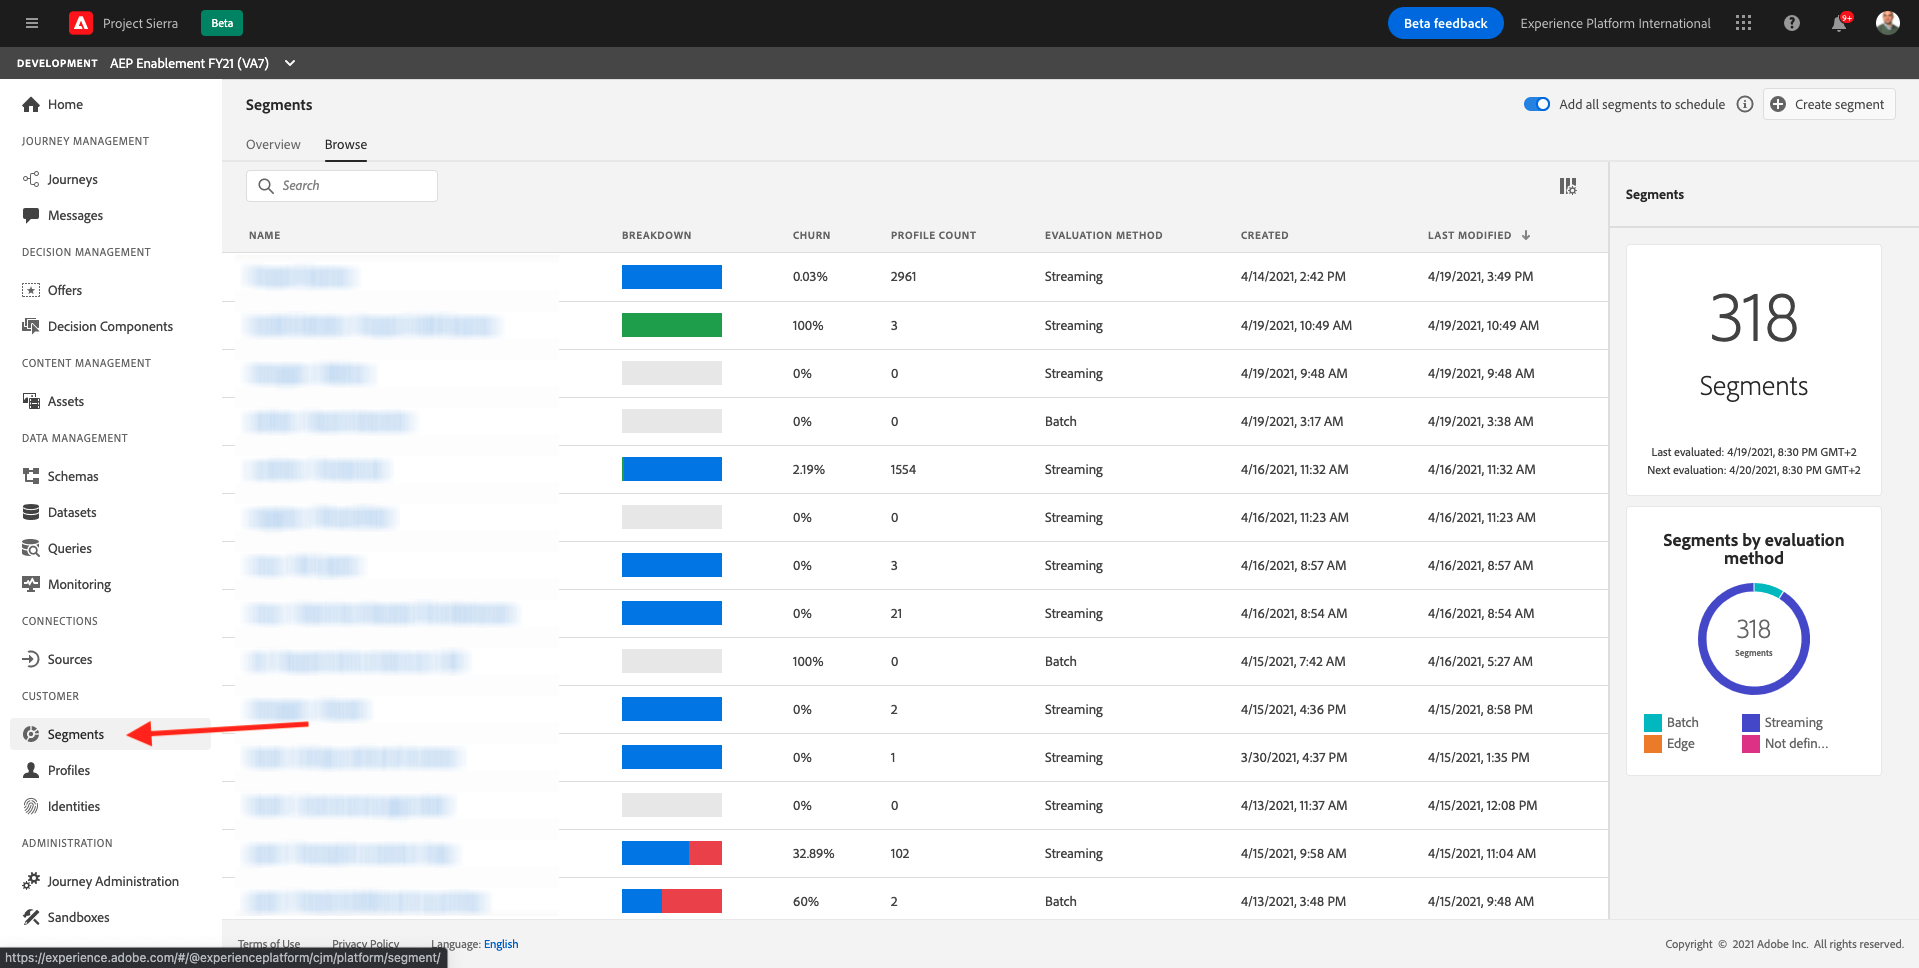 Project Sierra
Beta
Beta feedback
Experience Platform International
9+
DEVELOPMENT AEP Enablement FY21 (VA7)
Home
JOURNEY MANAGEMENT
Journeys
Messages
DECISION MANAGEMENT
Offers
Decision Components
CONTENT MANAGEMENT
Assets
DATA MANAGEMENT
Schemas
Datasets
Queries
Monitoring
CONNECTIONS
Sources
CUSTOMER
Segments
Profiles
Identities
ADMINISTRATION
Journey Administration
Sandboxes
Segments
Add all segments to schedule
Create segment
Overview Browse
Search
NAME BREAKDOWN CHURN PROFILE COUNT EVALUATION METHOD CREATED LAST MODIFIED
0.03% 2961 Streaming 4/14/2021, 2:42 PM 4/19/2021, 3:49 PM
100% 3 Streaming 4/19/2021, 10:49 AM 4/19/2021, 10:49 AM
0% 0 Streaming 4/19/2021, 9:48 AM 4/19/2021, 9:48 AM
0% 0 Batch 4/19/2021, 3:17 AM 4/19/2021, 3:38 AM
2.19% 1554 Streaming 4/16/2021, 11:32 AM 4/16/2021, 11:32 AM
0% 0 Streaming 4/16/2021, 11:23 AM 4/16/2021, 11:23 AM
0% 3 Streaming 4/16/2021, 8:57 AM 4/16/2021, 8:57 AM
0% 21 Streaming 4/16/2021, 8:54 AM 4/16/2021, 8:54 AM
100% 0 Batch 4/15/2021, 7:42 AM 4/16/2021, 5:27 AM
0% 2 Streaming 4/15/2021, 4:36 PM 4/15/2021, 8:58 PM
0% 1 Streaming 3/30/2021, 4:37 PM 4/15/2021, 1:35 PM
0% 0 Streaming 4/13/2021, 11:37 AM 4/15/2021, 12:08 PM
32.89% 102 Streaming 4/15/2021, 9:58 AM 4/15/2021, 11:04 AM
60% 2 Batch 4/13/2021, 3:48 PM 4/15/2021, 9:48 AM
Segments
318
Segments
Last evaluated: 4/19/2021, 8:30 PM GMT+2
Next evaluation: 4/20/2021, 8:30 PM GMT+2
Segments by evaluation
method
318
Segments
Batch Streaming
Edge Not defin...
Terms of Use Privacy Policy Language: English
Copyright © 2021 Adobe Inc. All rights reserved.
https://experience.adobe.com/#/@experienceplatform/cjm/platform/segment/